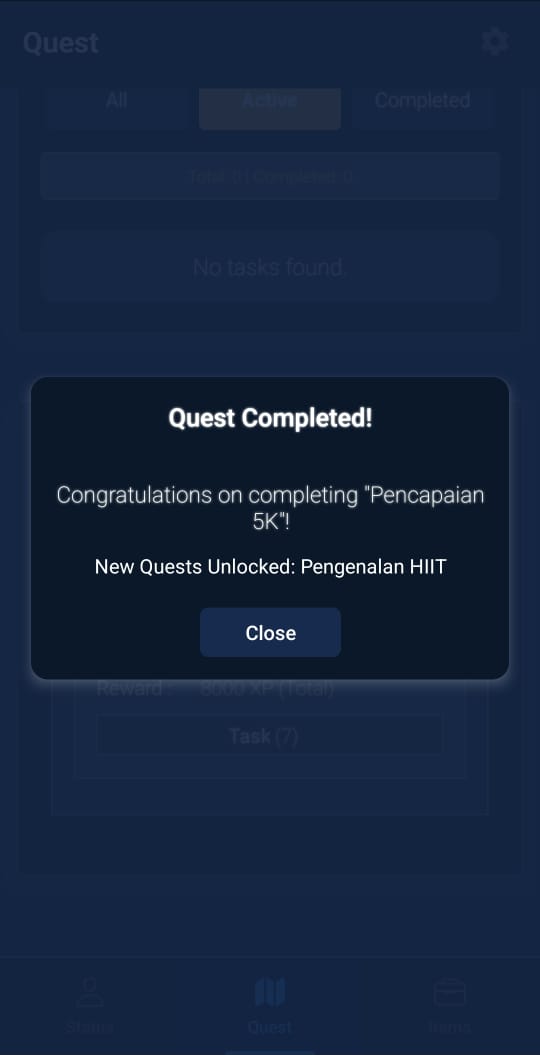 Quest
All
Active
Completed
Total: 0 | Completed: 0
No tasks found.
Quest Completed!
Congratulations on completing "Pencapaian
5K"!
New Quests Unlocked: Pengenalan HIIT
Close
Reward : 8000 XP (Total)
Task (7)
Status
Quest
Items